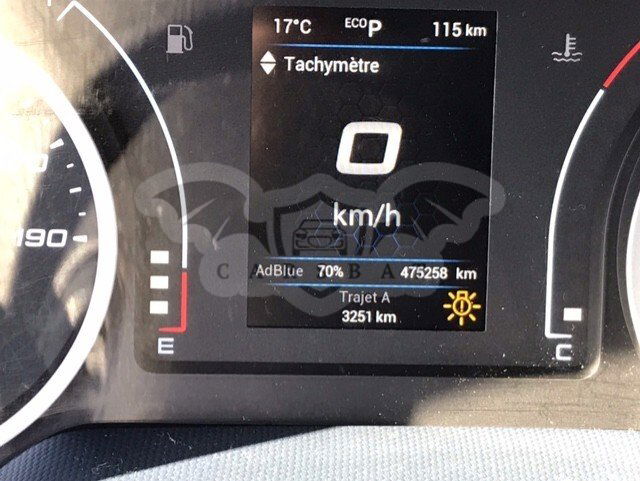 17°C ECO P 115 km
Tachymètre
0
km/h
190
AdBlue 70% 475258 km
Trajet A
3251 km
E
C